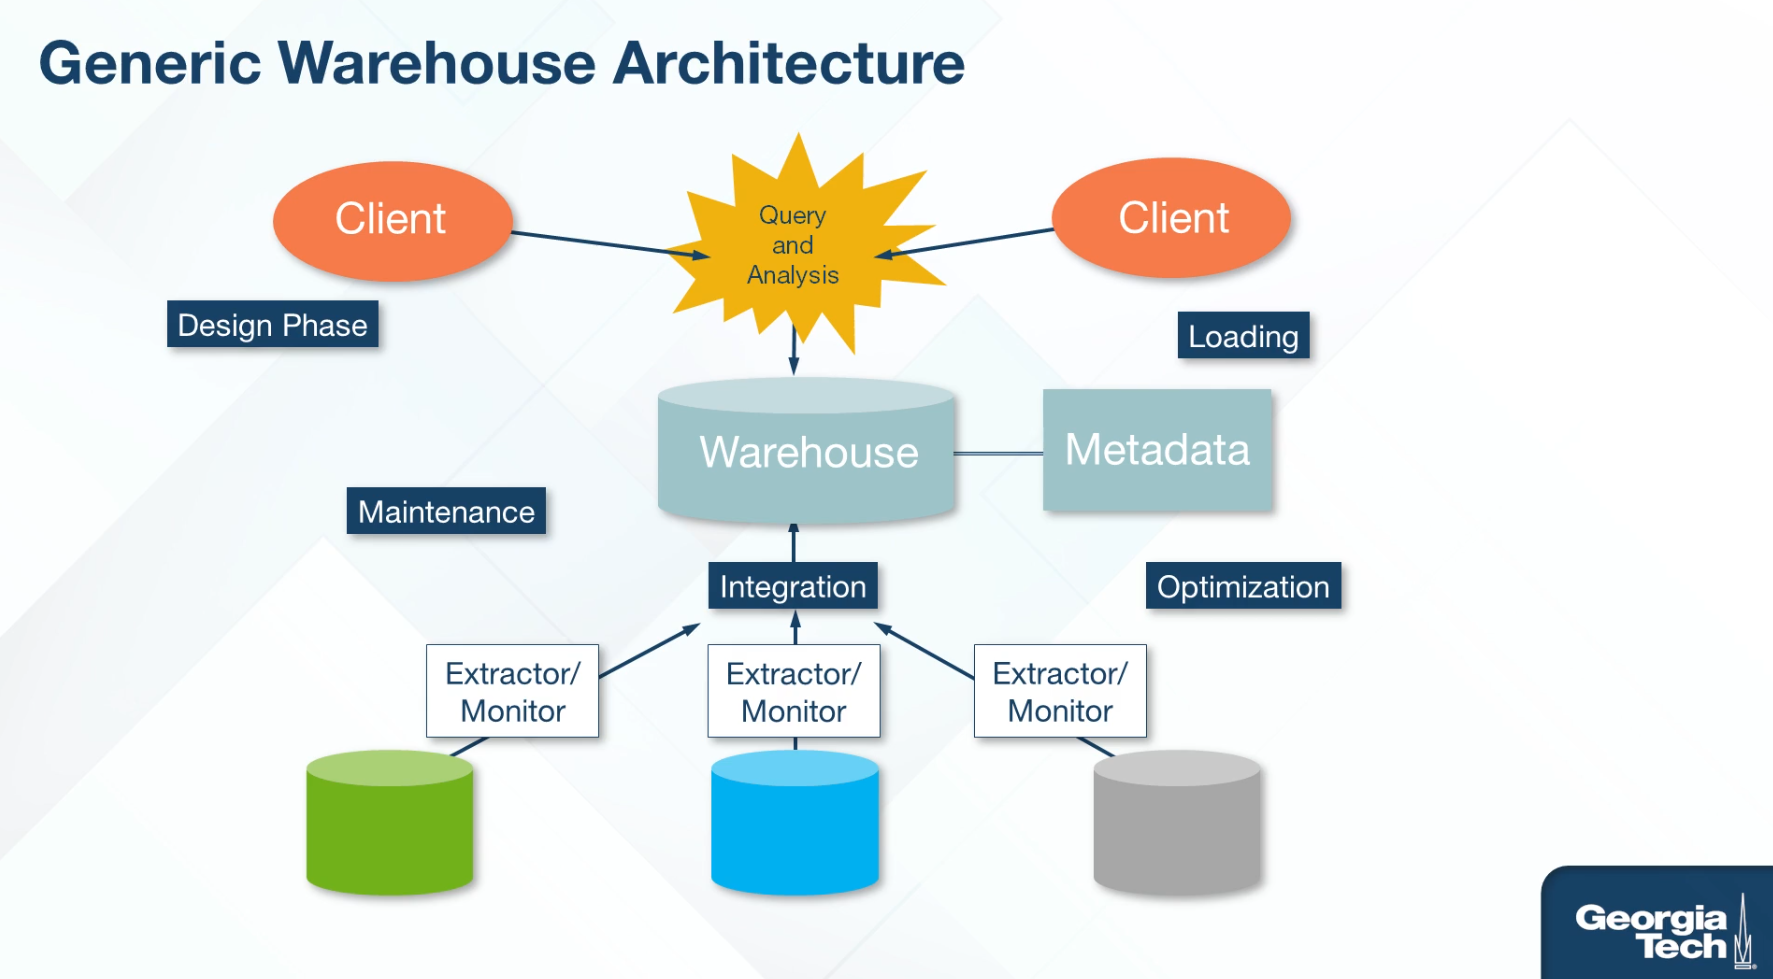 Generic Warehouse Architecture
Client
Query
and
Analysis
Client
Design Phase
Loading
Warehouse
Metadata
Maintenance
Integration
Optimization
Extractor/
Monitor
Extractor/
Monitor
Extractor/
Monitor
Georgia
Tech